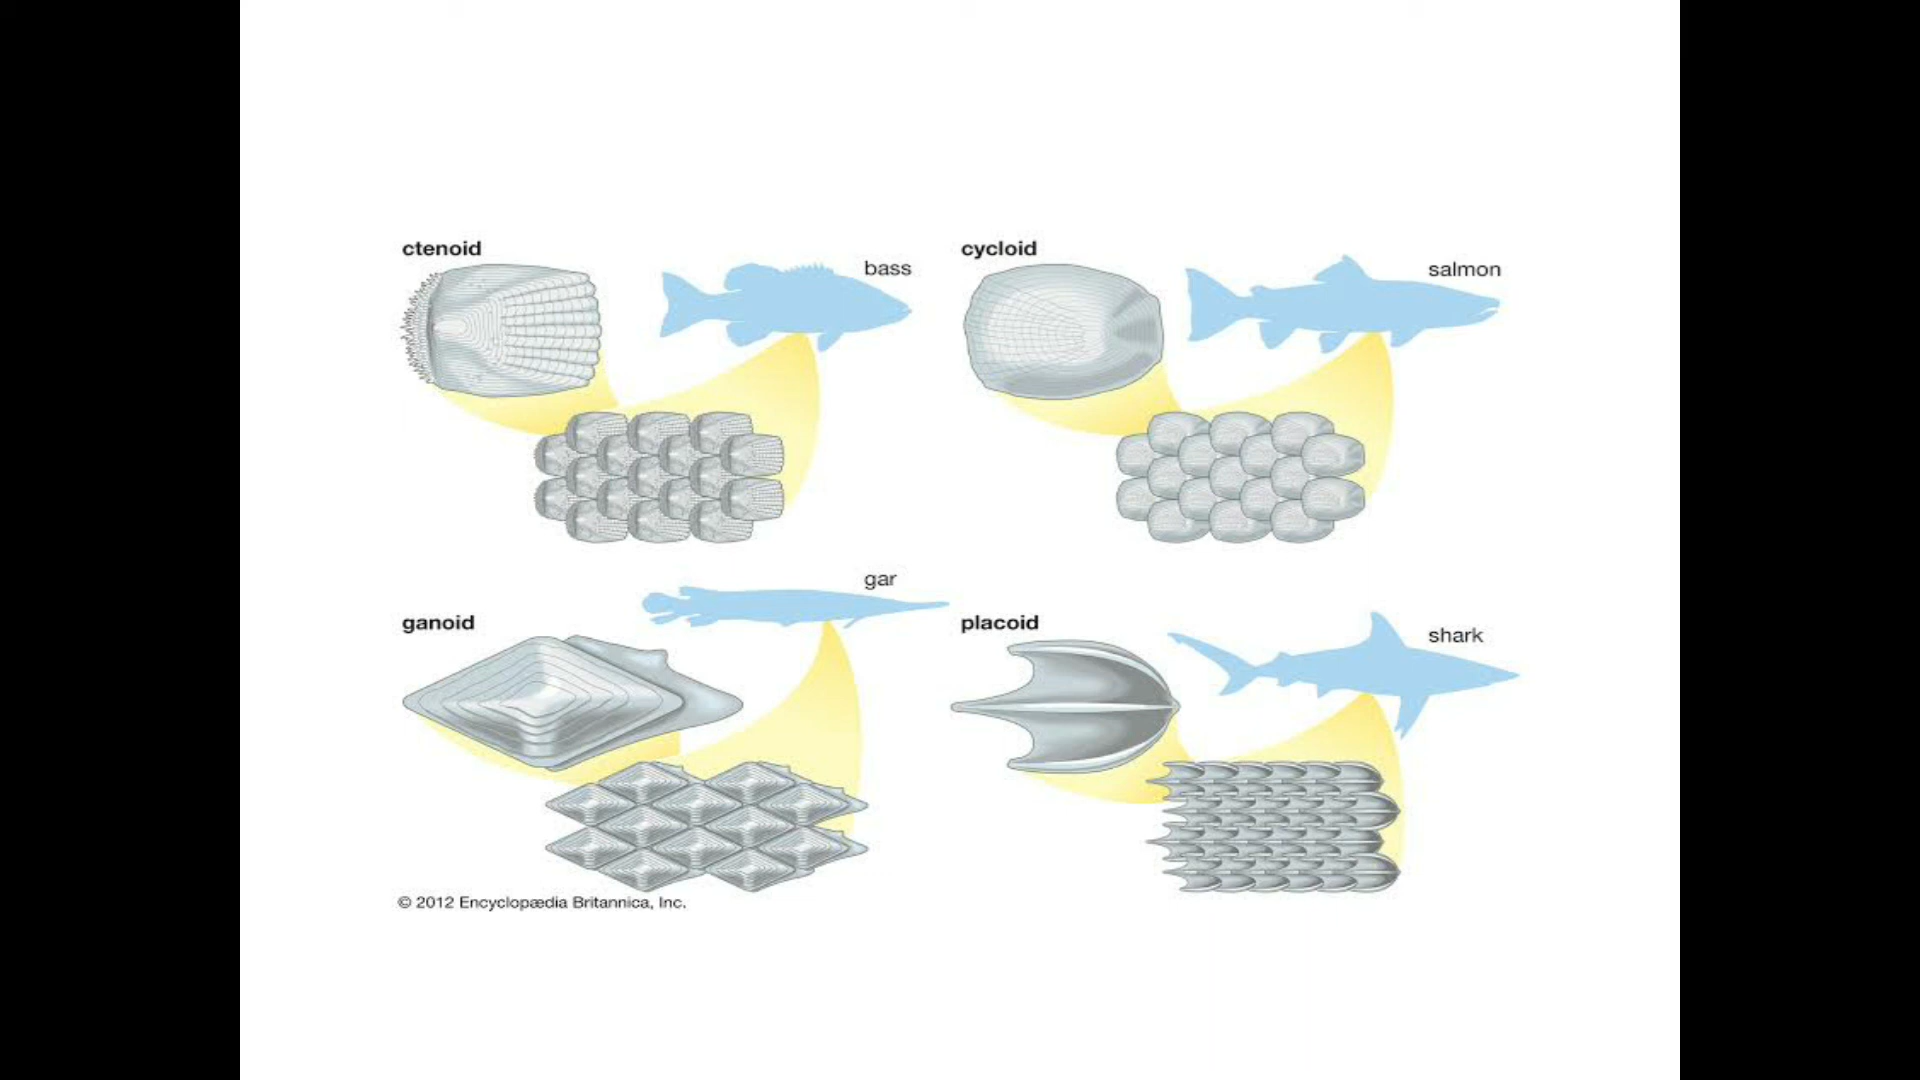 ctenoid
bass
cycloid
salmon
gar
ganoid
placoid
shark
© 2012 Encyclopædia Britannica, Inc.